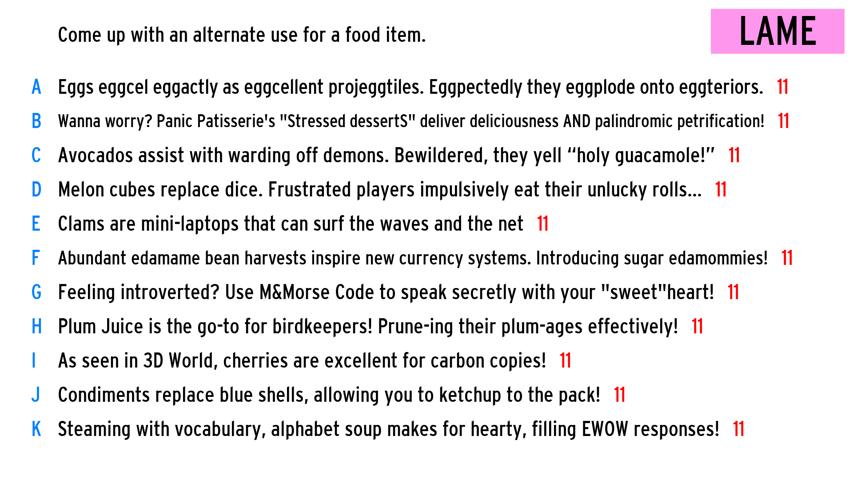 Come up with an alternate use for a food item.
LAME
A Eggs eggcel eggactly as eggcellent projeggtiles. Eggpectedly they eggplode onto eggteriors. 11
B Wanna worry? Panic Patisserie's "Stressed dessertS" deliver deliciousness AND palindromic petrification! 11
C Avocados assist with warding off demons. Bewildered, they yell “holy guacamole!” 11
D Melon cubes replace dice. Frustrated players impulsively eat their unlucky rolls... 11
E Clams are mini-laptops that can surf the waves and the net 11
F Abundant edamame bean harvests inspire new currency systems. Introducing sugar edamommies! 11
G Feeling introverted? Use M&Morse Code to speak secretly with your "sweet"heart! 11
H Plum Juice is the go-to for birdkeepers! Prune-ing their plum-ages effectively! 11
I As seen in 3D World, cherries are excellent for carbon copies! 11
J Condiments replace blue shells, allowing you to ketchup to the pack! 11
K Steaming with vocabulary, alphabet soup makes for hearty, filling EWOW responses! 11